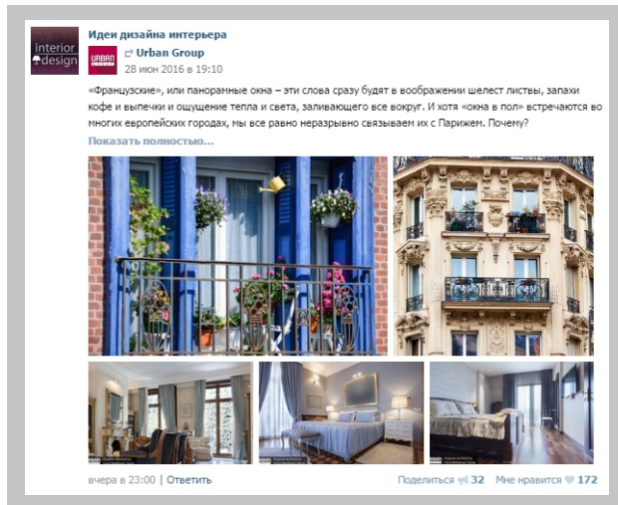 interior
design
Идеи дизайна интерьера
URBAN
GROUP
Urban Group
28 июн 2016 в 19:10
«Французские», или панорамные окна – эти слова сразу будят в воображении шелест листвы, запахи
кофе и выпечки и ощущение тепла и света, заливающего все вокруг. И хотя «окна в пол» встречаются во
многих европейских городах, мы все равно неразрывно связываем их с Парижем. Почему?
Показать полностью...
вчера в 23:00 | Ответить
Поделиться 32 Мне нравится 172